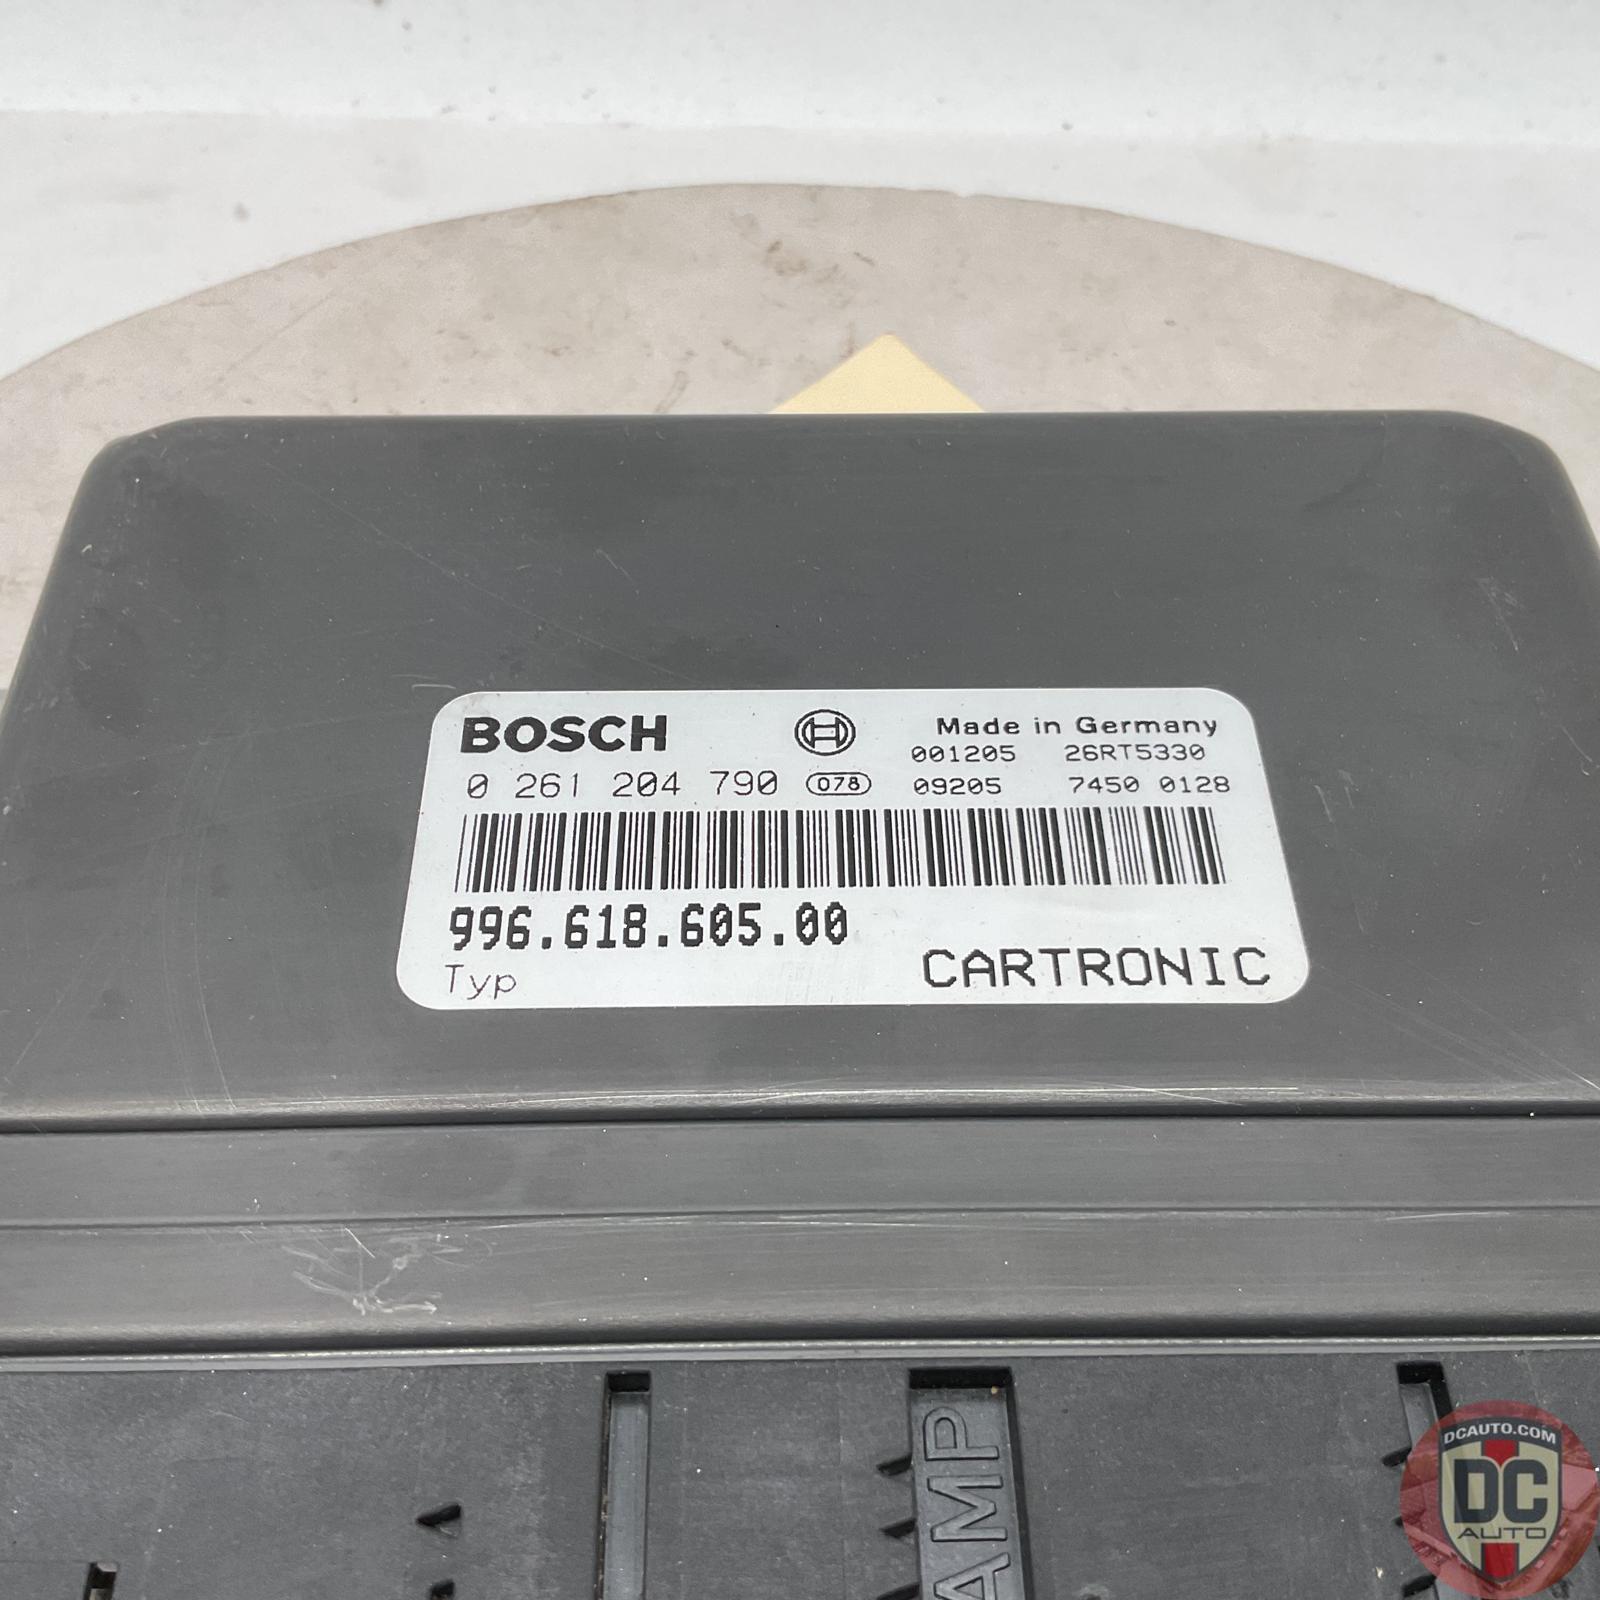 BOSCH Made in Germany
001205 26RT5330
0 261 204 790 078 09205 7450 0128
996.618.605.00
Typ CARTRONIC
AMP
DCAUTO.COM
DC
AUTO